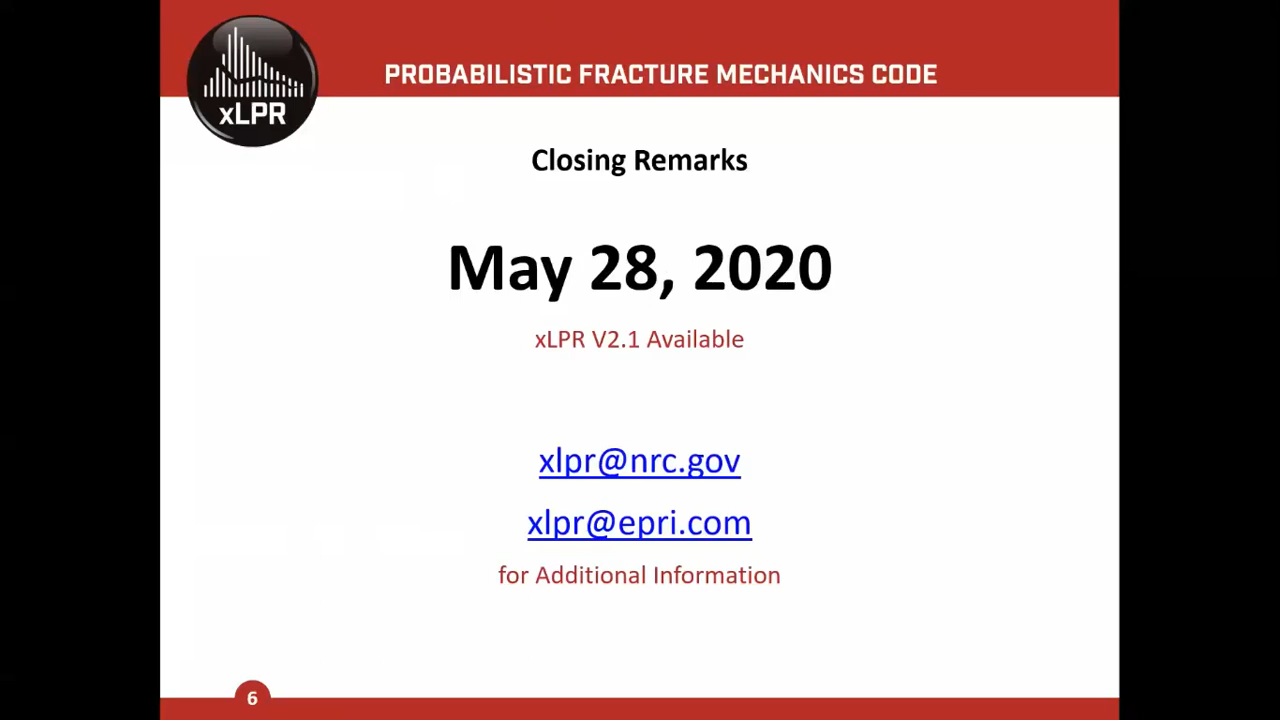 xLPR
PROBABILISTIC FRACTURE MECHANICS CODE
Closing Remarks
May 28, 2020
xLPR V2.1 Available
xlpr@nrc.gov
xlpr@epri.com
for Additional Information
6